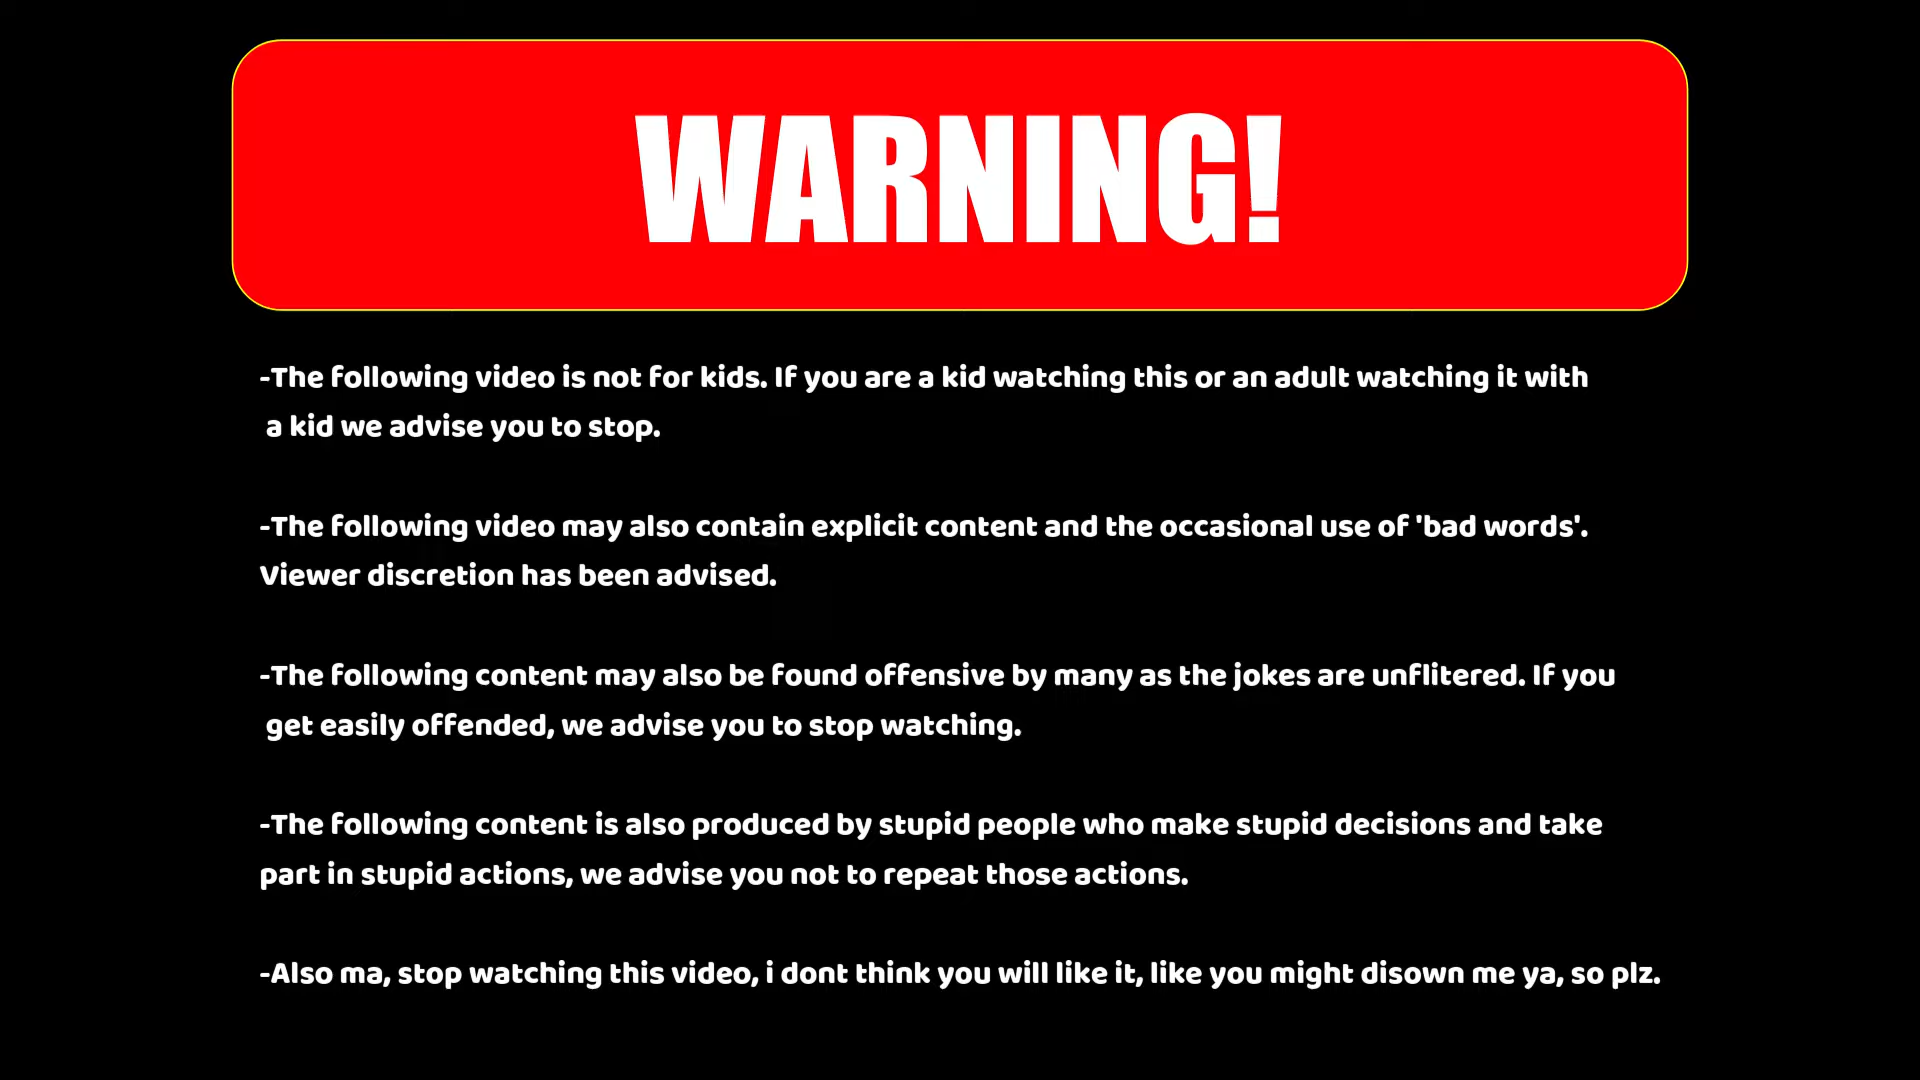 WARNING!
-The following video is not for kids. If you are a kid watching this or an adult watching it with
a kid we advise you to stop.
-The following video may also contain explicit content and the occasional use of 'bad words'.
Viewer discretion has been advised.
-The following content may also be found offensive by many as the jokes are unflitered. If you
get easily offended, we advise you to stop watching.
-The following content is also produced by stupid people who make stupid decisions and take
part in stupid actions, we advise you not to repeat those actions.
-Also ma, stop watching this video, i dont think you will like it, like you might disown me ya, so plz.